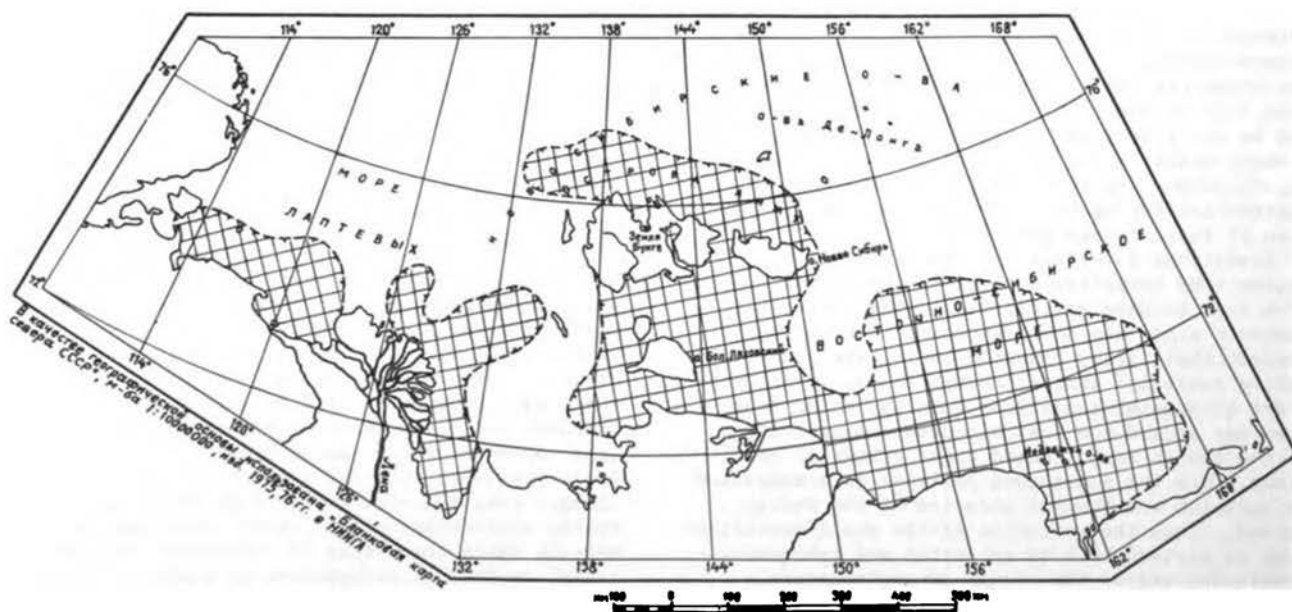 114° 120° 126° 132° 138° 144° 150° 156° 162° 168°
76° 76°
СИБИРСКИЕ О-ВА
О-ва Де-Лонга
МОРЕ
ЛАПТЕВЫХ
Земля
Бунге
о. Новая Сибирь
ВОСТОЧНО-СИБИРСКОЕ
МОРЕ
о. Бол. Ляховский
Медвежьи о-ва
72° 72°
р. Лена
114° 120° 126° 132° 138° 144° 150° 156° 162° 168°
В качестве географической основы использована "Бланковая карта
Севера СССР", м-ба 1:10000000, изд. 1975, 76 гг. в
км 100 0 100 200 300 400 500 км